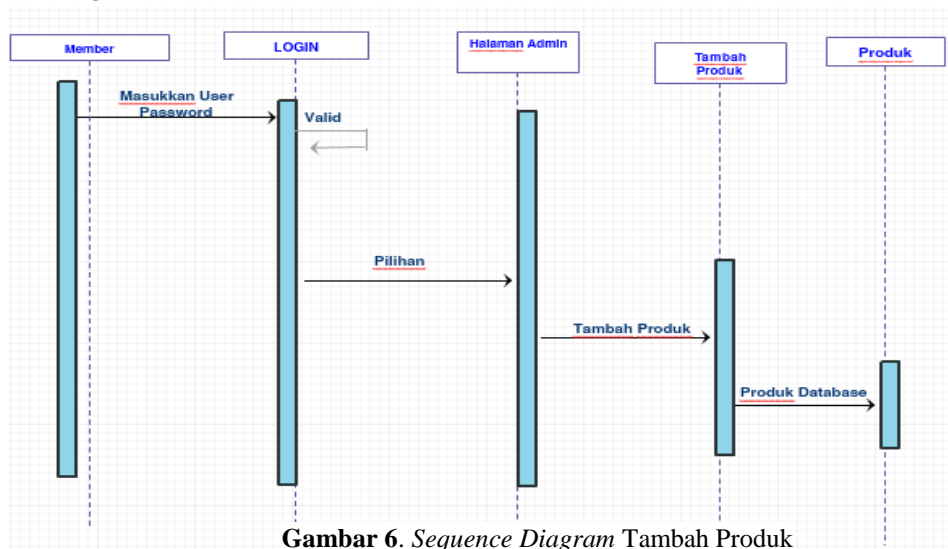 Member
LOGIN
Halaman Admin
Tambah
Produk
Produk
Masukkan User
Password
Valid
Pilihan
Tambah Produk
Produk Database
Gambar 6. Sequence Diagram Tambah Produk